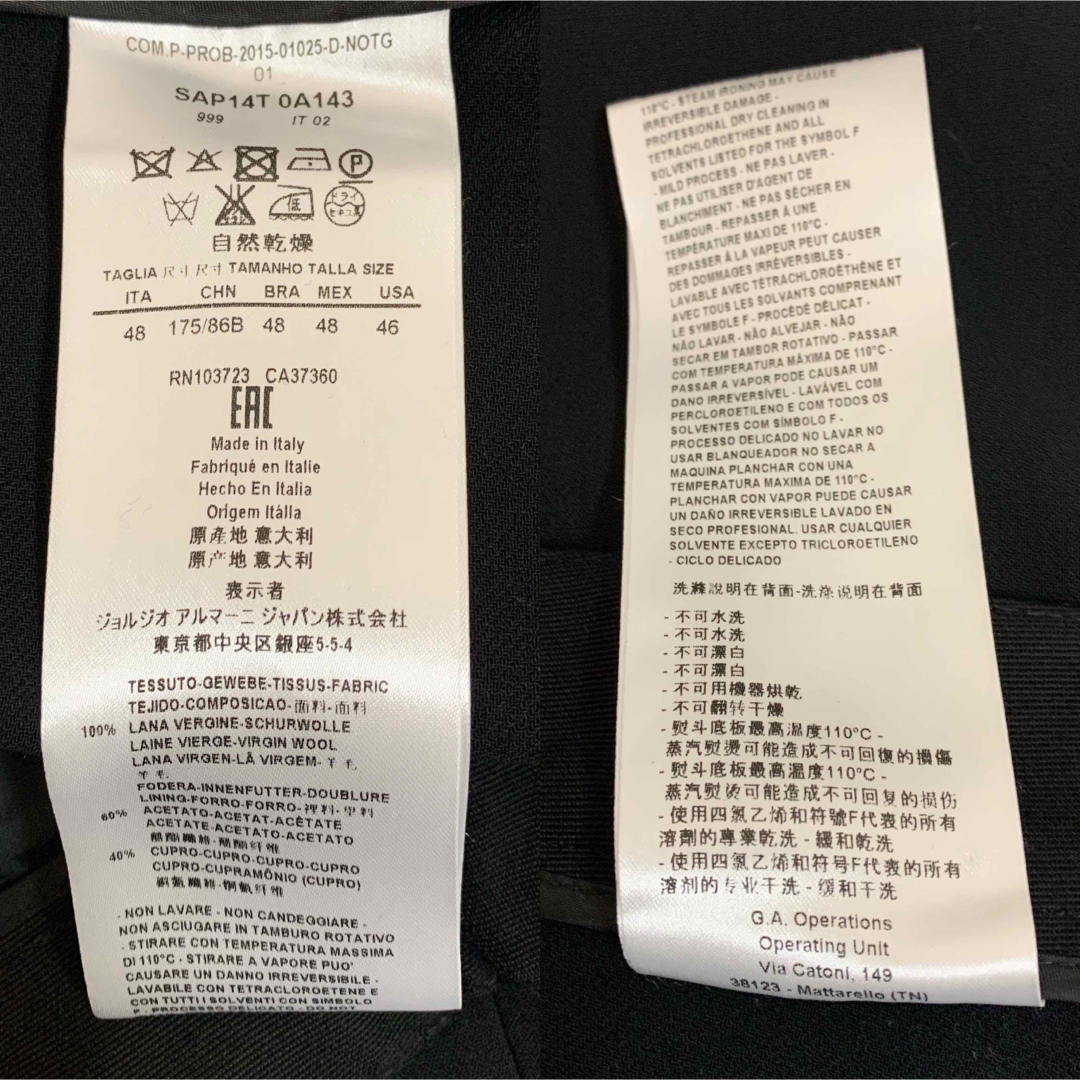 COM.P-PROB-2015-01025-D-NOTG
01
SAP14T 0A143
999 IT 02
P
低
ドライ
セキユ系
自然乾燥
TAGLIA 尺寸 尺寸 TAMANHO TALLA SIZE
ITA CHN BRA MEX USA
48 175/86B 48 48 46
RN103723 CA37360
EAC
Made in Italy
Fabriqué en Italie
Hecho En Italia
Origem Itália
原產地 意大利
原产地 意大利
表示者
ジョルジオ アルマーニ ジャパン株式会社
東京都中央区銀座5-5-4
TESSUTO-GEWEBE-TISSUS-FABRIC
TEJIDO-COMPOSICAO-面料-面料
100% LANA VERGINE-SCHURWOLLE
LAINE VIERGE-VIRGIN WOOL
LANA VIRGEN-LÃ VIRGEM-羊毛
羊毛
FODERA-INNENFUTTER-DOUBLURE
LINING-FORRO-FORRO-裡料-里料
60% ACETATO-ACETAT-ACÉTATE
ACETATE-ACETATO-ACETATO
醋酯纖維-醋酯纤维
40% CUPRO-CUPRO-CUPRO-CUPRO
CUPRO-CUPRAMÔNIO (CUPRO)
銅氨纖維-铜氨纤维
- NON LAVARE - NON CANDEGGIARE -
NON ASCIUGARE IN TAMBURO ROTATIVO
- STIRARE CON TEMPERATURA MASSIMA
DI 110°C - STIRARE A VAPORE PUO'
CAUSARE UN DANNO IRREVERSIBILE -
LAVABILE CON TETRACLOROETENE E
CON TUTTI I SOLVENTI CON SIMBOLO
F - PROCESSO DELICATO - DO NOT
110°C - STEAM IRONING MAY CAUSE
IRREVERSIBLE DAMAGE -
PROFESSIONAL DRY CLEANING IN
TETRACHLOROETHENE AND ALL
SOLVENTS LISTED FOR THE SYMBOL F
- MILD PROCESS - NE PAS LAVER -
NE PAS UTILISER D'AGENT DE
BLANCHIMENT - NE PAS SÉCHER EN
TAMBOUR - REPASSER À UNE
TEMPÉRATURE MAXI DE 110°C -
REPASSER À LA VAPEUR PEUT CAUSER
DES DOMMAGES IRRÉVERSIBLES -
LAVABLE AVEC TÉTRACHLOROÉTHÈNE ET
AVEC TOUS LES SOLVANTS COMPRENANT
LE SYMBOLE F - PROCÉDÉ DÉLICAT -
NÃO LAVAR - NÃO ALVEJAR - NÃO
SECAR EM TAMBOR ROTATIVO - PASSAR
COM TEMPERATURA MÁXIMA DE 110°C -
PASSAR A VAPOR PODE CAUSAR UM
DANO IRREVERSÍVEL - LAVÁVEL COM
PERCLOROETILENO E COM TODOS OS
SOLVENTES COM SÍMBOLO F -
PROCESSO DELICADO NO LAVAR NO
USAR BLANQUEADOR NO SECAR A
MAQUINA PLANCHAR CON UNA
TEMPERATURA MAXIMA DE 110°C -
PLANCHAR CON VAPOR PUEDE CAUSAR
UN DAÑO IRREVERSIBLE LAVADO EN
SECO PROFESIONAL. USAR CUALQUIER
SOLVENTE EXCEPTO TRICLOROETILENO
- CICLO DELICADO
洗滌說明在背面-洗涤说明在背面
- 不可水洗
- 不可水洗
- 不可漂白
- 不可漂白
- 不可用機器烘乾
- 不可翻转干燥
- 熨斗底板最高溫度110°C -
蒸汽熨燙可能造成不可回復的損傷
- 熨斗底板最高温度110°C -
蒸汽熨烫可能造成不可回复的损伤
- 使用四氯乙烯和符號F代表的所有
溶劑的專業乾洗 - 緩和乾洗
- 使用四氯乙烯和符号F代表的所有
溶剂的专业干洗 - 缓和干洗
G.A. Operations
Operating Unit
Via Catoni, 149
38123 - Mattarello (TN)